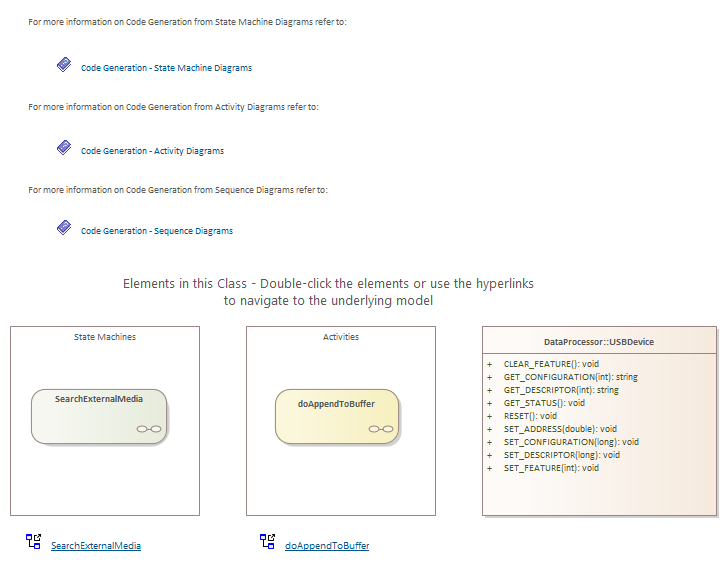 For more information on Code Generation from State Machine Diagrams refer to:
Code Generation - State Machine Diagrams
For more information on Code Generation from Activity Diagrams refer to:
Code Generation - Activity Diagrams
For more information on Code Generation from Sequence Diagrams refer to:
Code Generation - Sequence Diagrams
Elements in this Class - Double-click the elements or use the hyperlinks
to navigate to the underlying model
State Machines
SearchExternalMedia
SearchExternalMedia
Activities
doAppendToBuffer
doAppendToBuffer
DataProcessor::USBDevice
+ CLEAR_FEATURE(): void
+ GET_CONFIGURATION(int): string
+ GET_DESCRIPTOR(int): string
+ GET_STATUS(): void
+ RESET(): void
+ SET_ADDRESS(double): void
+ SET_CONFIGURATION(long): void
+ SET_DESCRIPTOR(long): void
+ SET_FEATURE(int): void